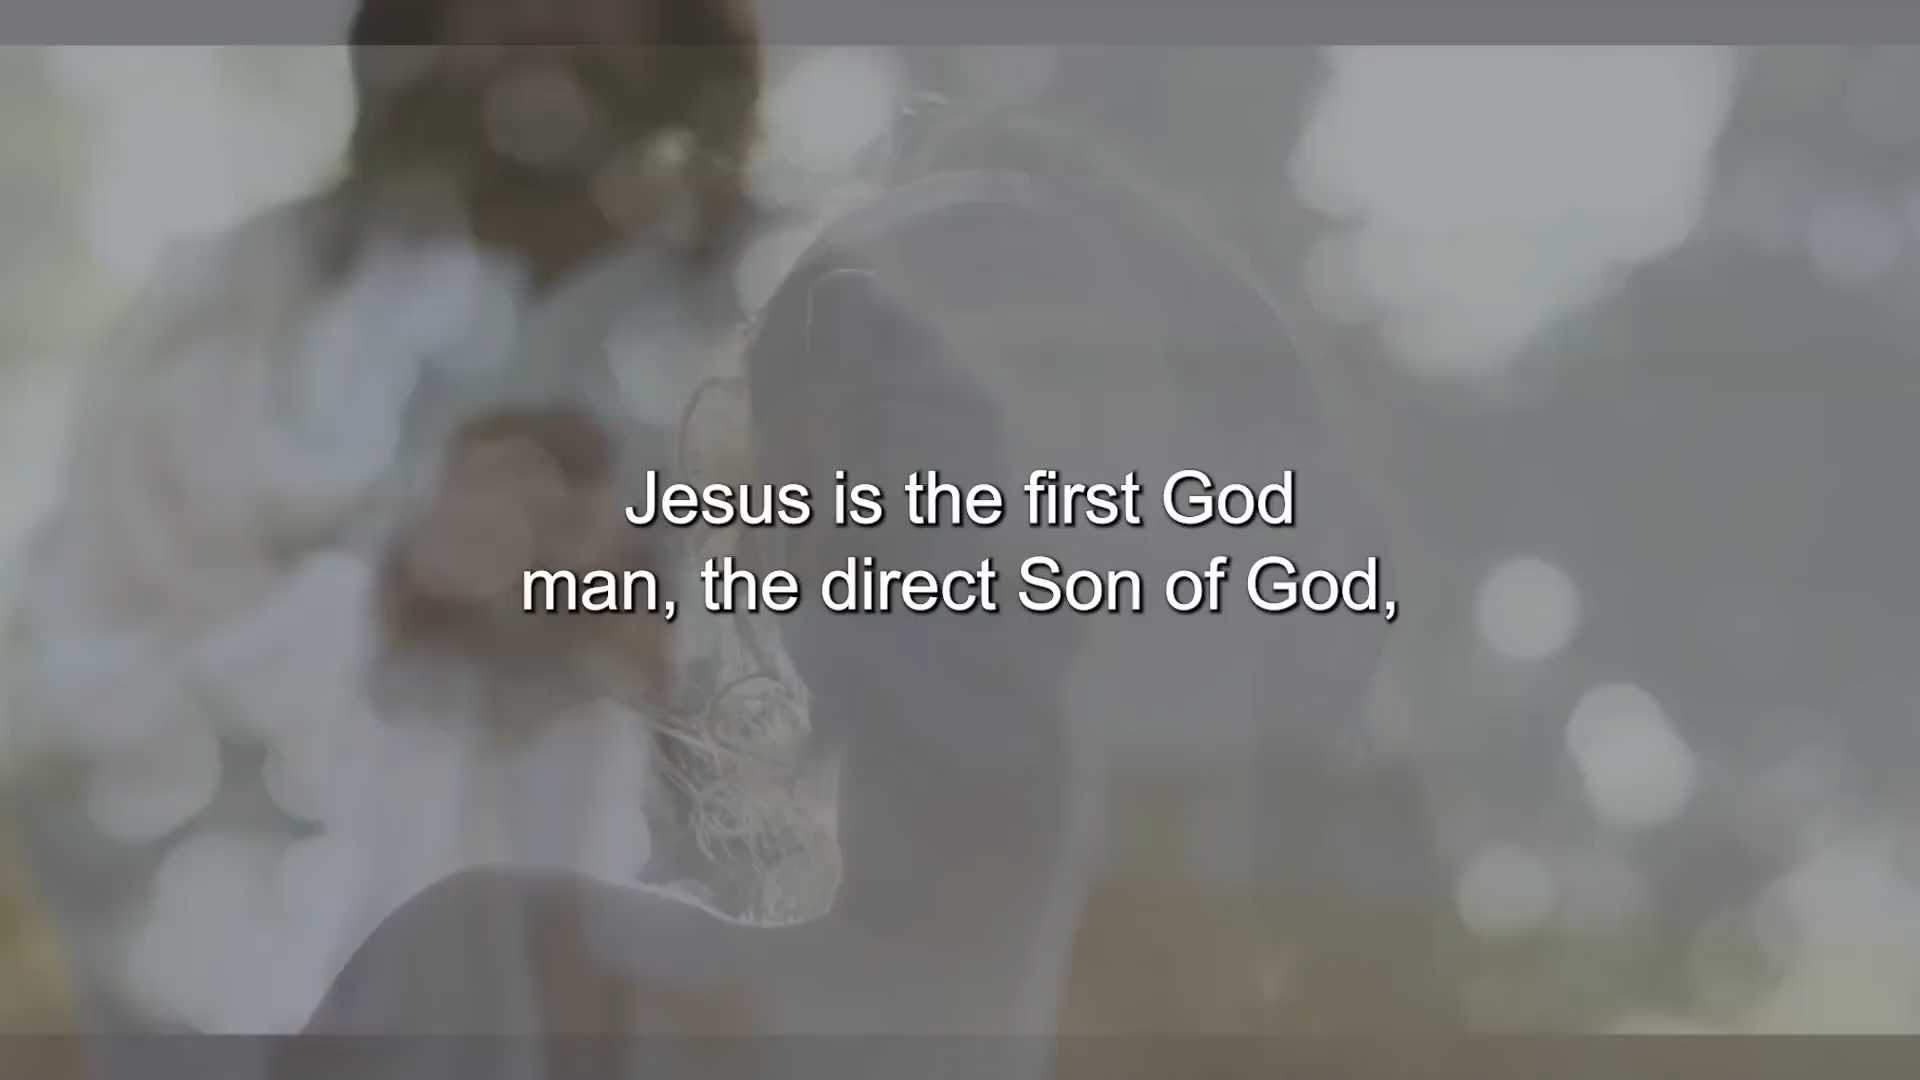 Jesus is the first God
man, the direct Son of God,